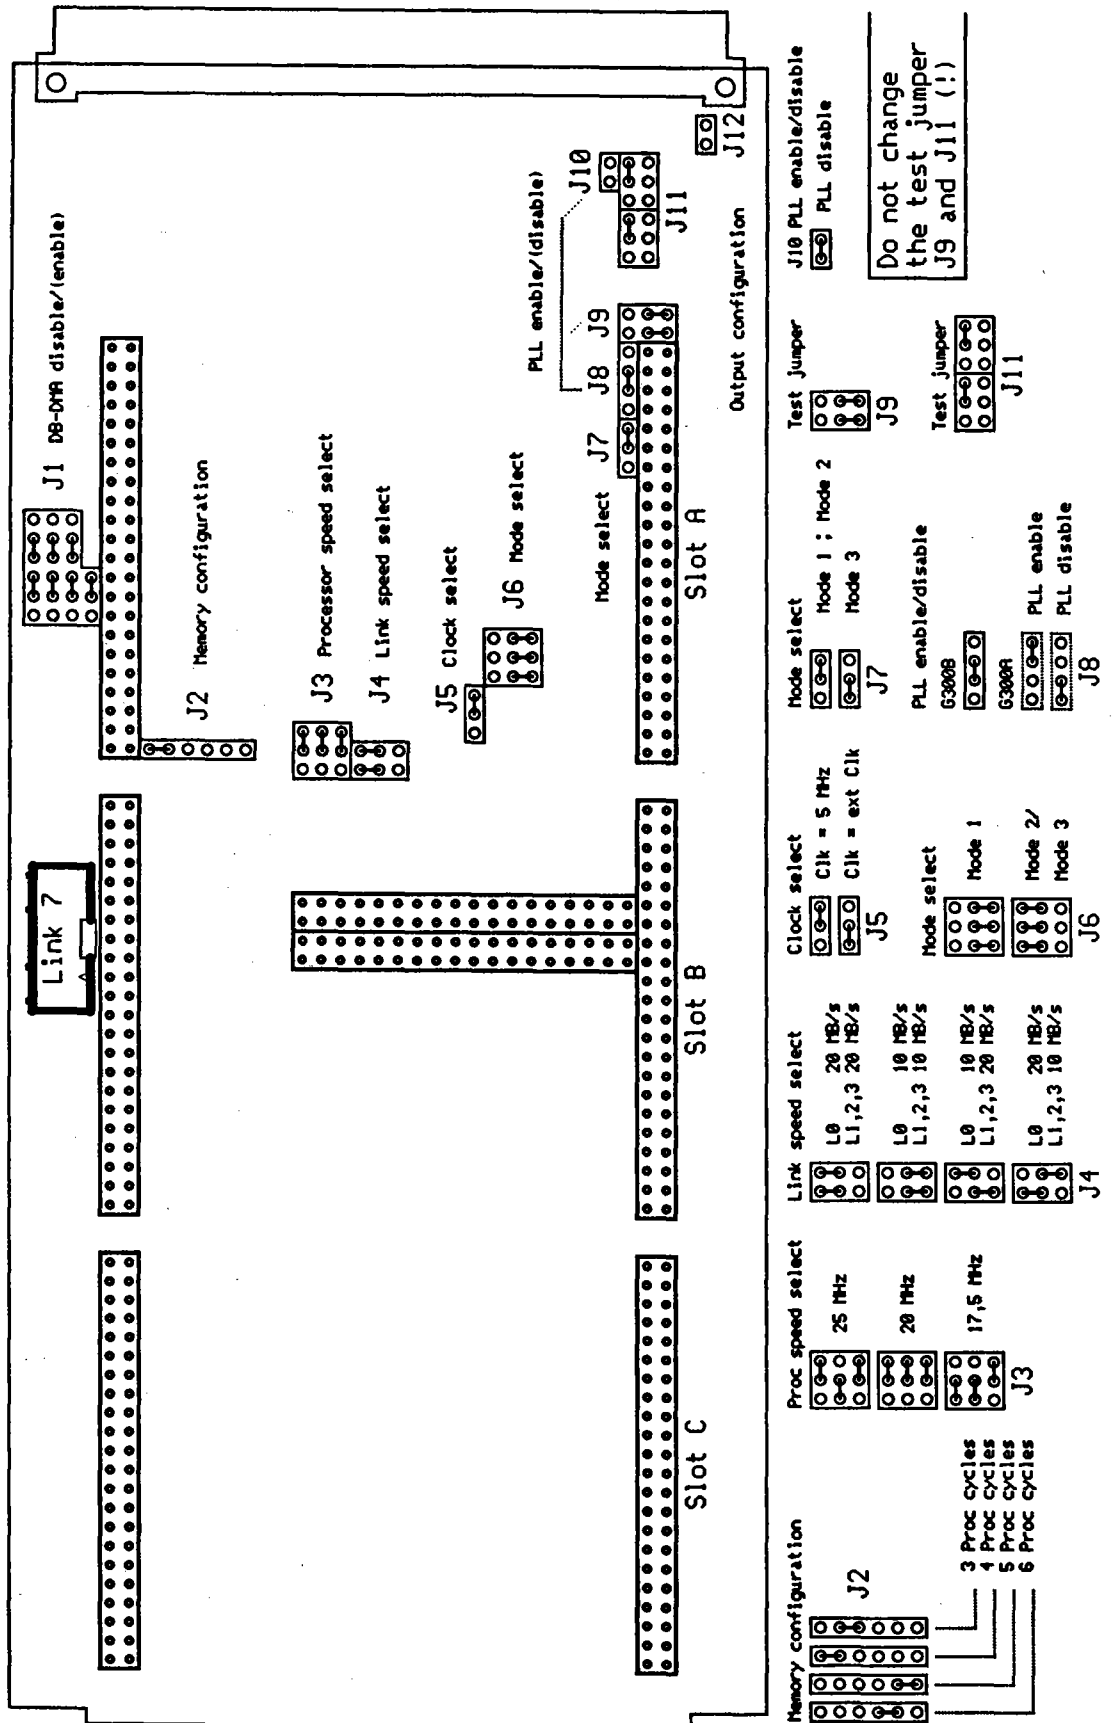 J1 DB-DMA disable/(enable)
J2 Memory configuration
J3 Processor speed select
J4 Link speed select
J5 Clock select
J6 Mode select
Link 7
PLL enable/(disable)
Mode select
J7
J8
J9
J10
J11
J12
Output configuration
Slot A
Slot B
Slot C
Memory configuration
J2
3 Proc cycles
4 Proc cycles
5 Proc cycles
6 Proc cycles
Proc speed select
25 MHz
20 MHz
17,5 MHz
J3
Link speed select
L0 20 MB/s
L1,2,3 20 MB/s
L0 10 MB/s
L1,2,3 10 MB/s
L0 10 MB/s
L1,2,3 20 MB/s
L0 20 MB/s
L1,2,3 10 MB/s
J4
Clock select
Clk = 5 MHz
Clk = ext Clk
J5
Mode select
Mode 1
Mode 2/
Mode 3
J6
Mode select
Mode 1 ; Mode 2
Mode 3
J7
PLL enable/disable
G300B
G300A
PLL enable
PLL disable
J8
Test jumper
J9
Test jumper
J11
J10 PLL enable/disable
PLL disable
Do not change
the test jumper
J9 and J11 (!)